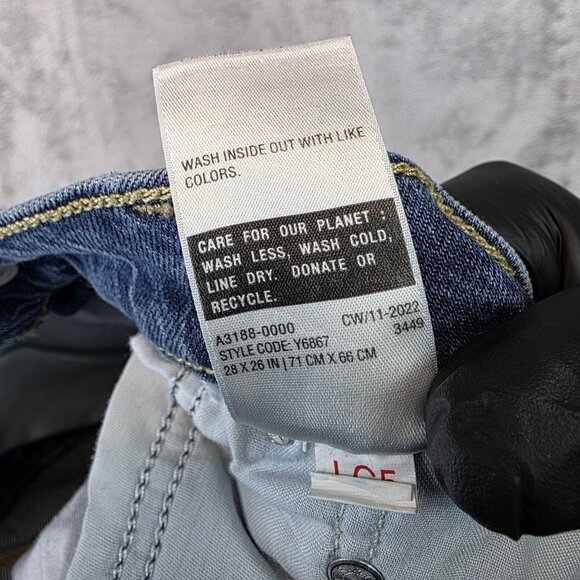 WASH INSIDE OUT WITH LIKE
COLORS.
CARE FOR OUR PLANET :
WASH LESS, WASH COLD,
LINE DRY. DONATE OR
RECYCLE.
A3188-0000 CW/11-2022
STYLE CODE: Y6867 3449
28 X 26 IN | 71 CM X 66 CM